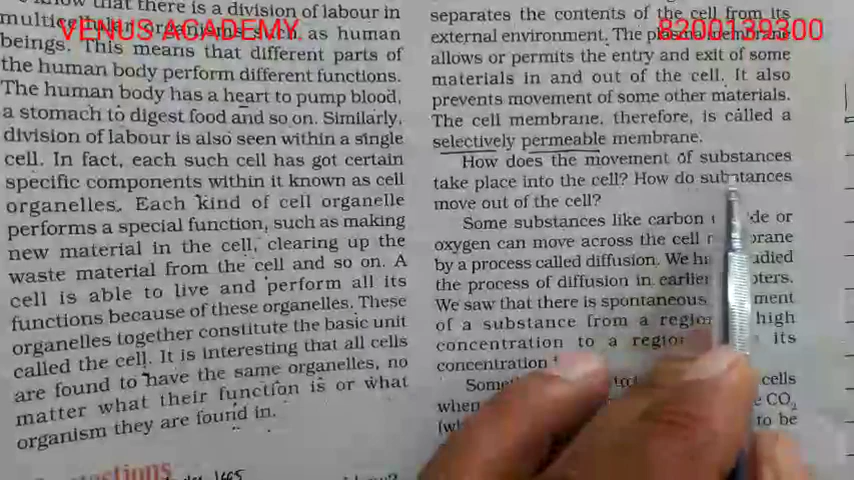 VENUS ACADEMY
8200139300
that there is a division of labour in
as human
beings. This means that different parts of
the human body perform different functions.
The human body has a heart to pump blood,
a stomach to digest food and so on. Similarly,
division of labour is also seen within a single
cell. In fact, each such cell has got certain
specific components within it known as cell
organelles. Each kind of cell organelle
performs a special function, such as making
new material in the cell, clearing up the
waste material from the cell and so on. A
cell is able to live and perform all its
functions because of these organelles. These
organelles together constitute the basic unit
called the cell. It is interesting that all cells
are found to have the same organelles, no
matter what their function is or what
organism they are found in.
separates the contents of the cell from its
external environment. The plasma membrane
allows or permits the entry and exit of some
materials in and out of the cell. It also
prevents movement of some other materials.
The cell membrane, therefore, is called a
selectively permeable membrane.
How does the movement of substances
take place into the cell? How do substances
move out of the cell?
Some substances like carbon or
oxygen can move across the cell
by a process called diffusion. We
the process of diffusion in earlier
We saw that there is spontaneous
of a substance from a region high
concentration to a region its
concentration
cells
when CO₂
to be